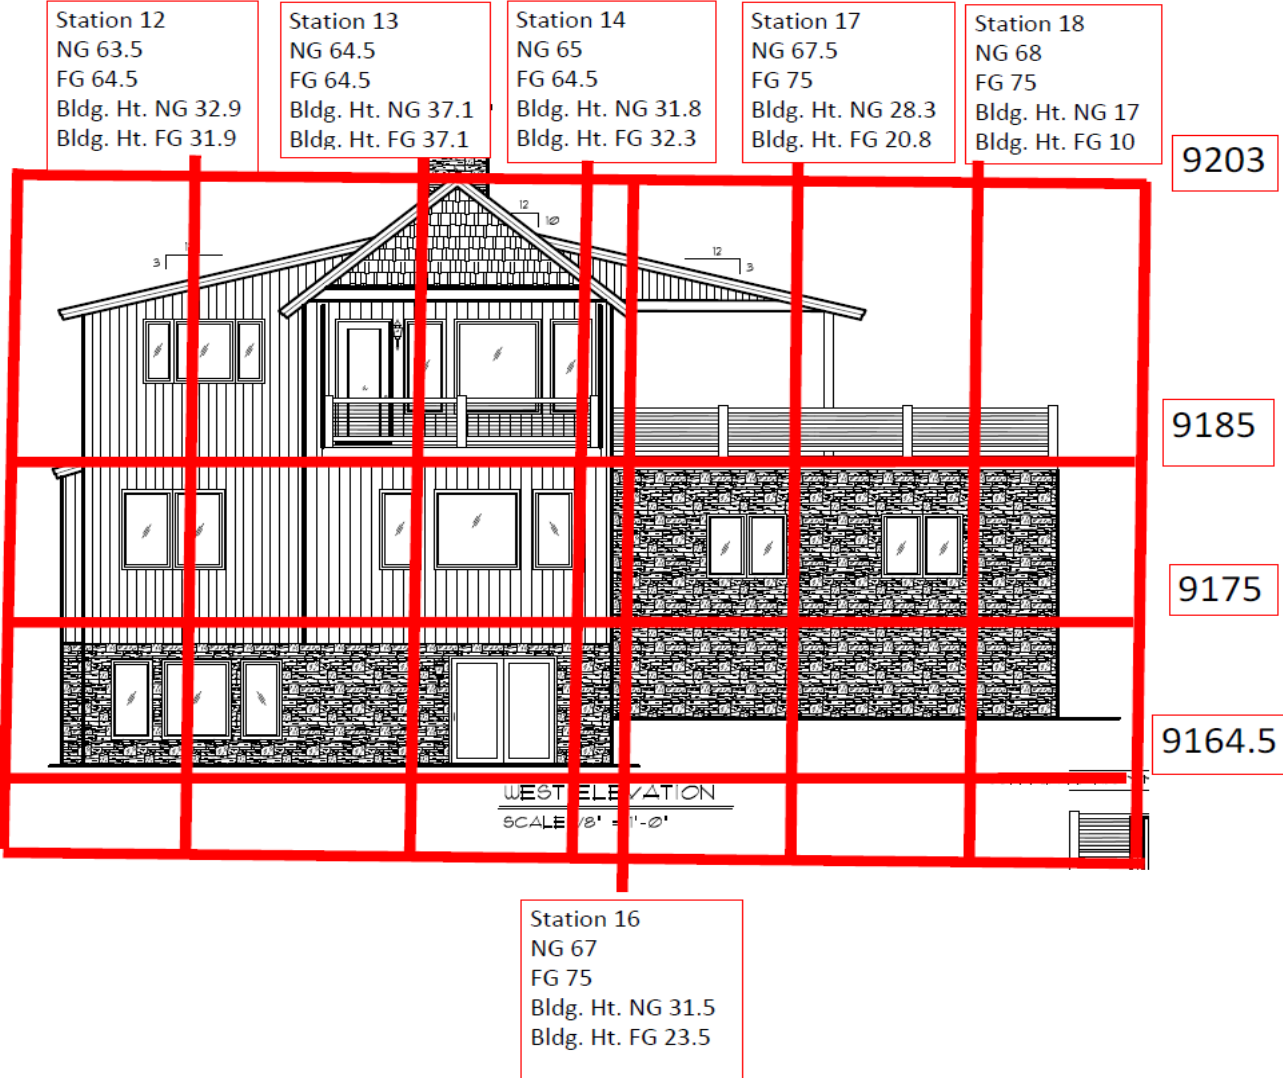 Station 12
NG 63.5
FG 64.5
Bldg. Ht. NG 32.9
Bldg. Ht. FG 31.9
Station 13
NG 64.5
FG 64.5
Bldg. Ht. NG 37.1
Bldg. Ht. FG 37.1
Station 14
NG 65
FG 64.5
Bldg. Ht. NG 31.8
Bldg. Ht. FG 32.3
Station 17
NG 67.5
FG 75
Bldg. Ht. NG 28.3
Bldg. Ht. FG 20.8
Station 18
NG 68
FG 75
Bldg. Ht. NG 17
Bldg. Ht. FG 10
9203
12
10
3
12
3
9185
9175
9164.5
WEST ELEVATION
SCALE /8" = 1'-0"
Station 16
NG 67
FG 75
Bldg. Ht. NG 31.5
Bldg. Ht. FG 23.5